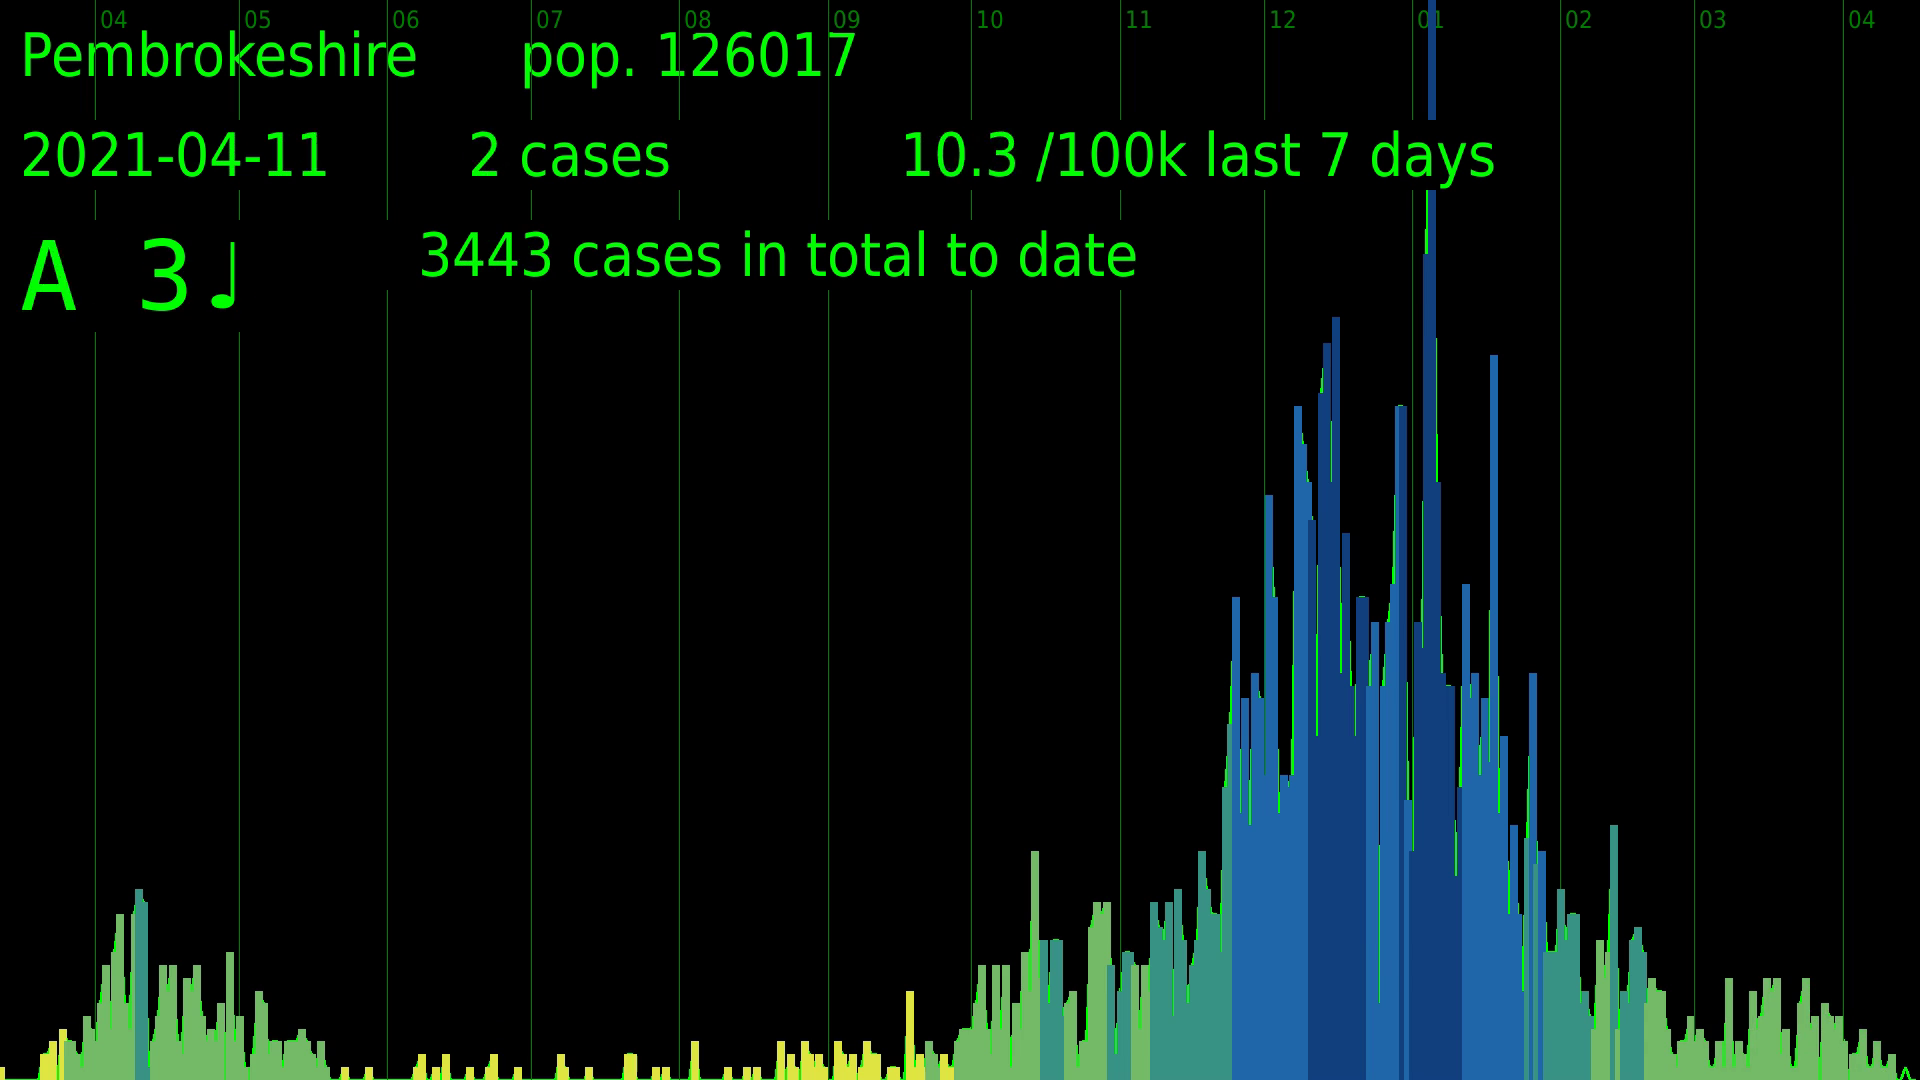 04 05 06 07 08 09 10 11 12 01 02 03 04
Pembrokeshire pop. 126017
2021-04-11 2 cases 10.3 /100k last 7 days
A 3♩ 3443 cases in total to date